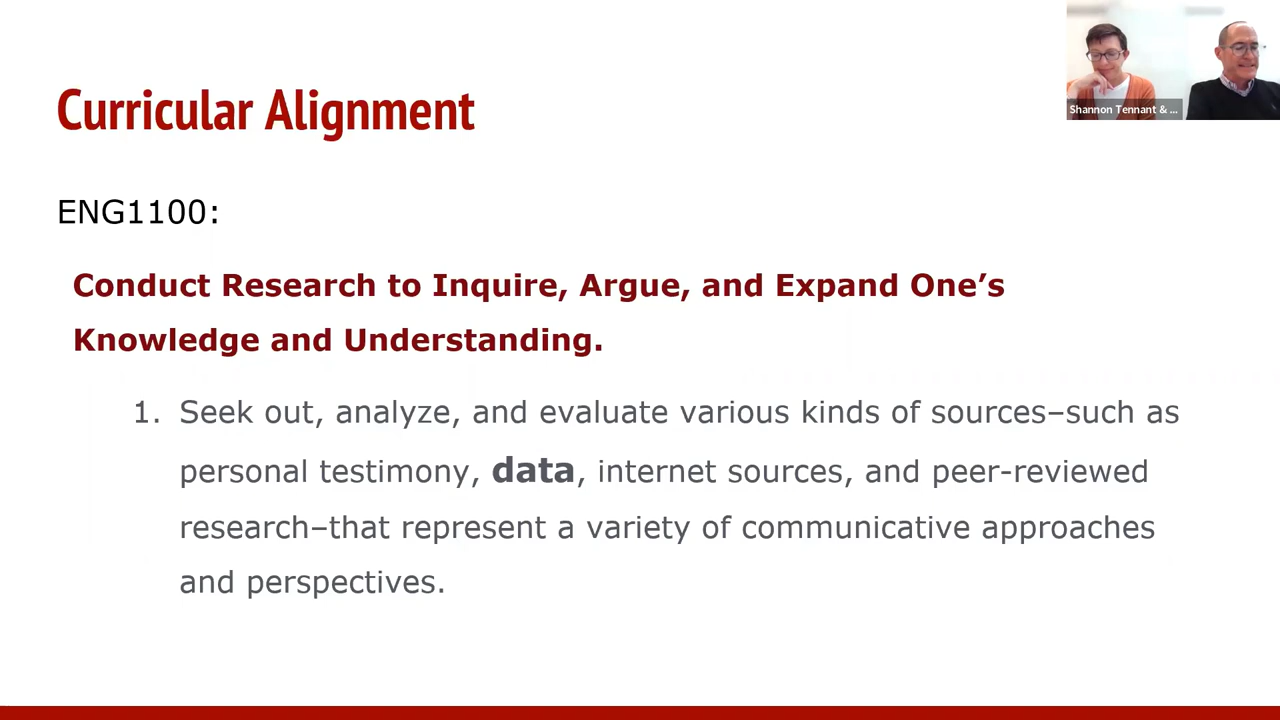 Curricular Alignment
Shannon Tennant & ...
ENG1100:
Conduct Research to Inquire, Argue, and Expand One’s
Knowledge and Understanding.
1. Seek out, analyze, and evaluate various kinds of sources–such as
personal testimony, data, internet sources, and peer-reviewed
research–that represent a variety of communicative approaches
and perspectives.